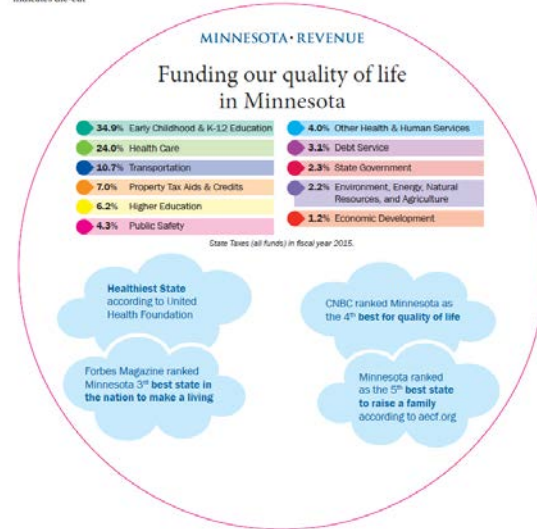 indicates die-cut
MINNESOTA·REVENUE
Funding our quality of life
in Minnesota
34.9% Early Childhood & K-12 Education
24.0% Health Care
10.7% Transportation
7.0% Property Tax Aids & Credits
6.2% Higher Education
4.3% Public Safety
4.0% Other Health & Human Services
3.1% Debt Service
2.3% State Government
2.2% Environment, Energy, Natural
Resources, and Agriculture
1.2% Economic Development
State Taxes (all funds) in fiscal year 2015.
Healthiest State
according to United
Health Foundation
CNBC ranked Minnesota as
the 4th best for quality of life
Forbes Magazine ranked
Minnesota 3rd best state in
the nation to make a living
Minnesota ranked
as the 5th best state
to raise a family
according to aecf.org